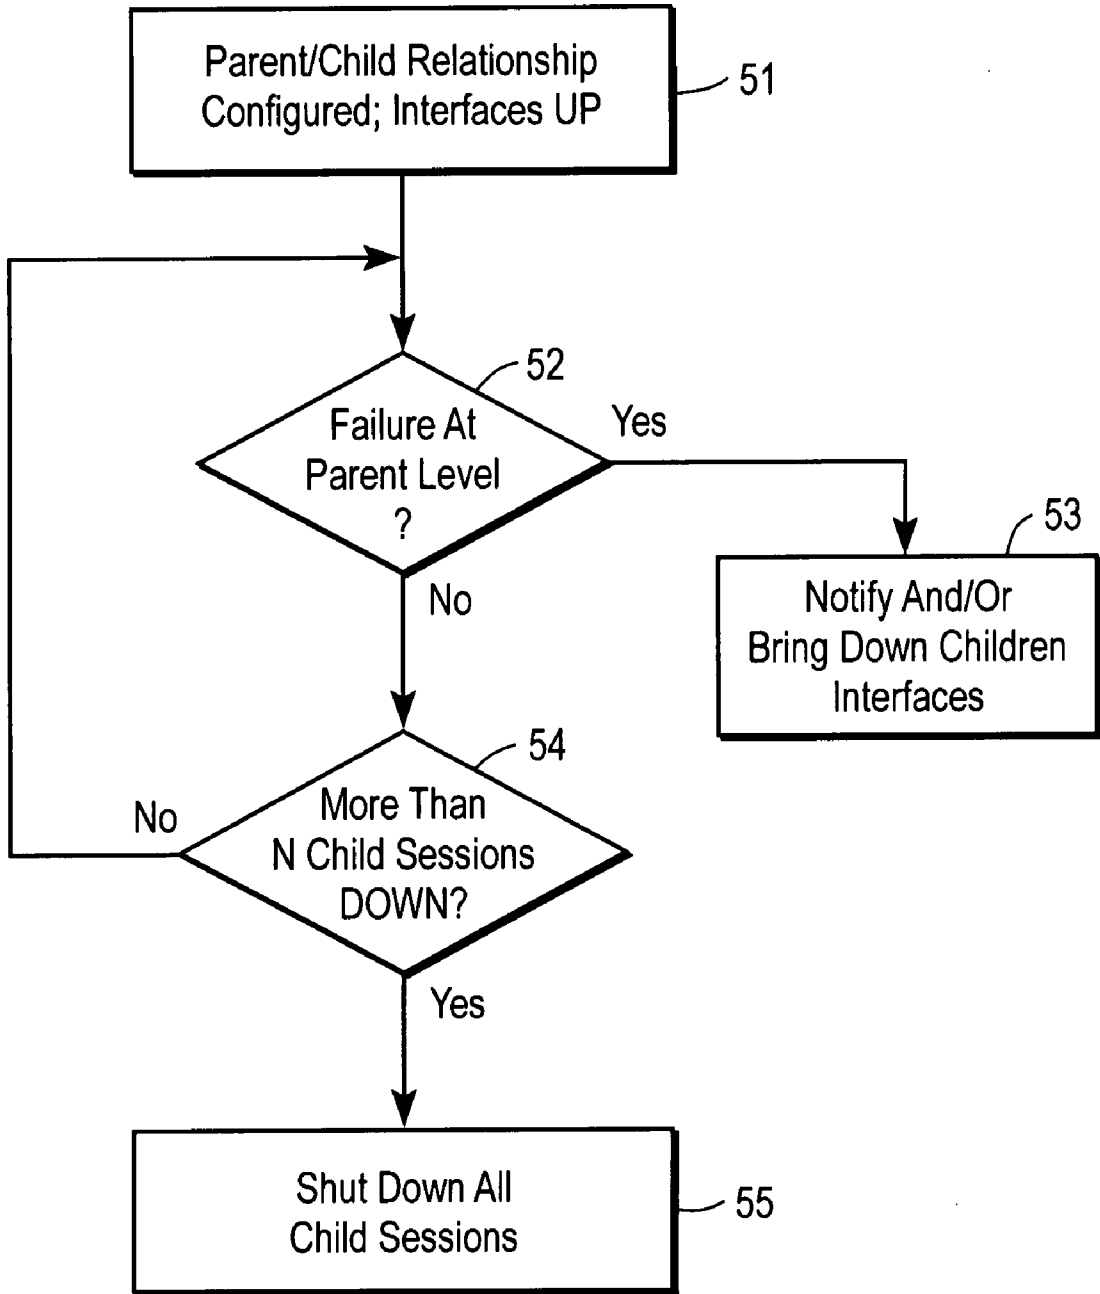 Parent/Child Relationship
Configured; Interfaces UP
51
52
Failure At
Parent Level
?
Yes
No
53
Notify And/Or
Bring Down Children
Interfaces
54
More Than
N Child Sessions
DOWN?
No
Yes
Shut Down All
Child Sessions
55